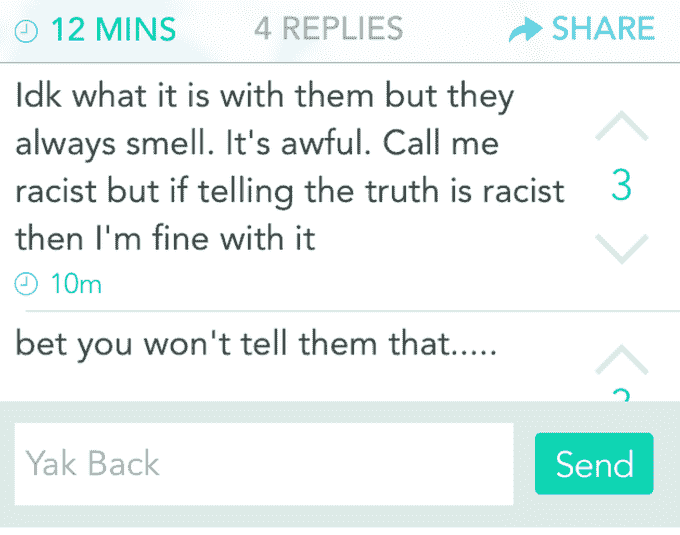 12 MINS 4 REPLIES SHARE
Idk what it is with them but they
always smell. It's awful. Call me
racist but if telling the truth is racist
then I'm fine with it
3
10m
bet you won't tell them that.....
Yak Back
Send